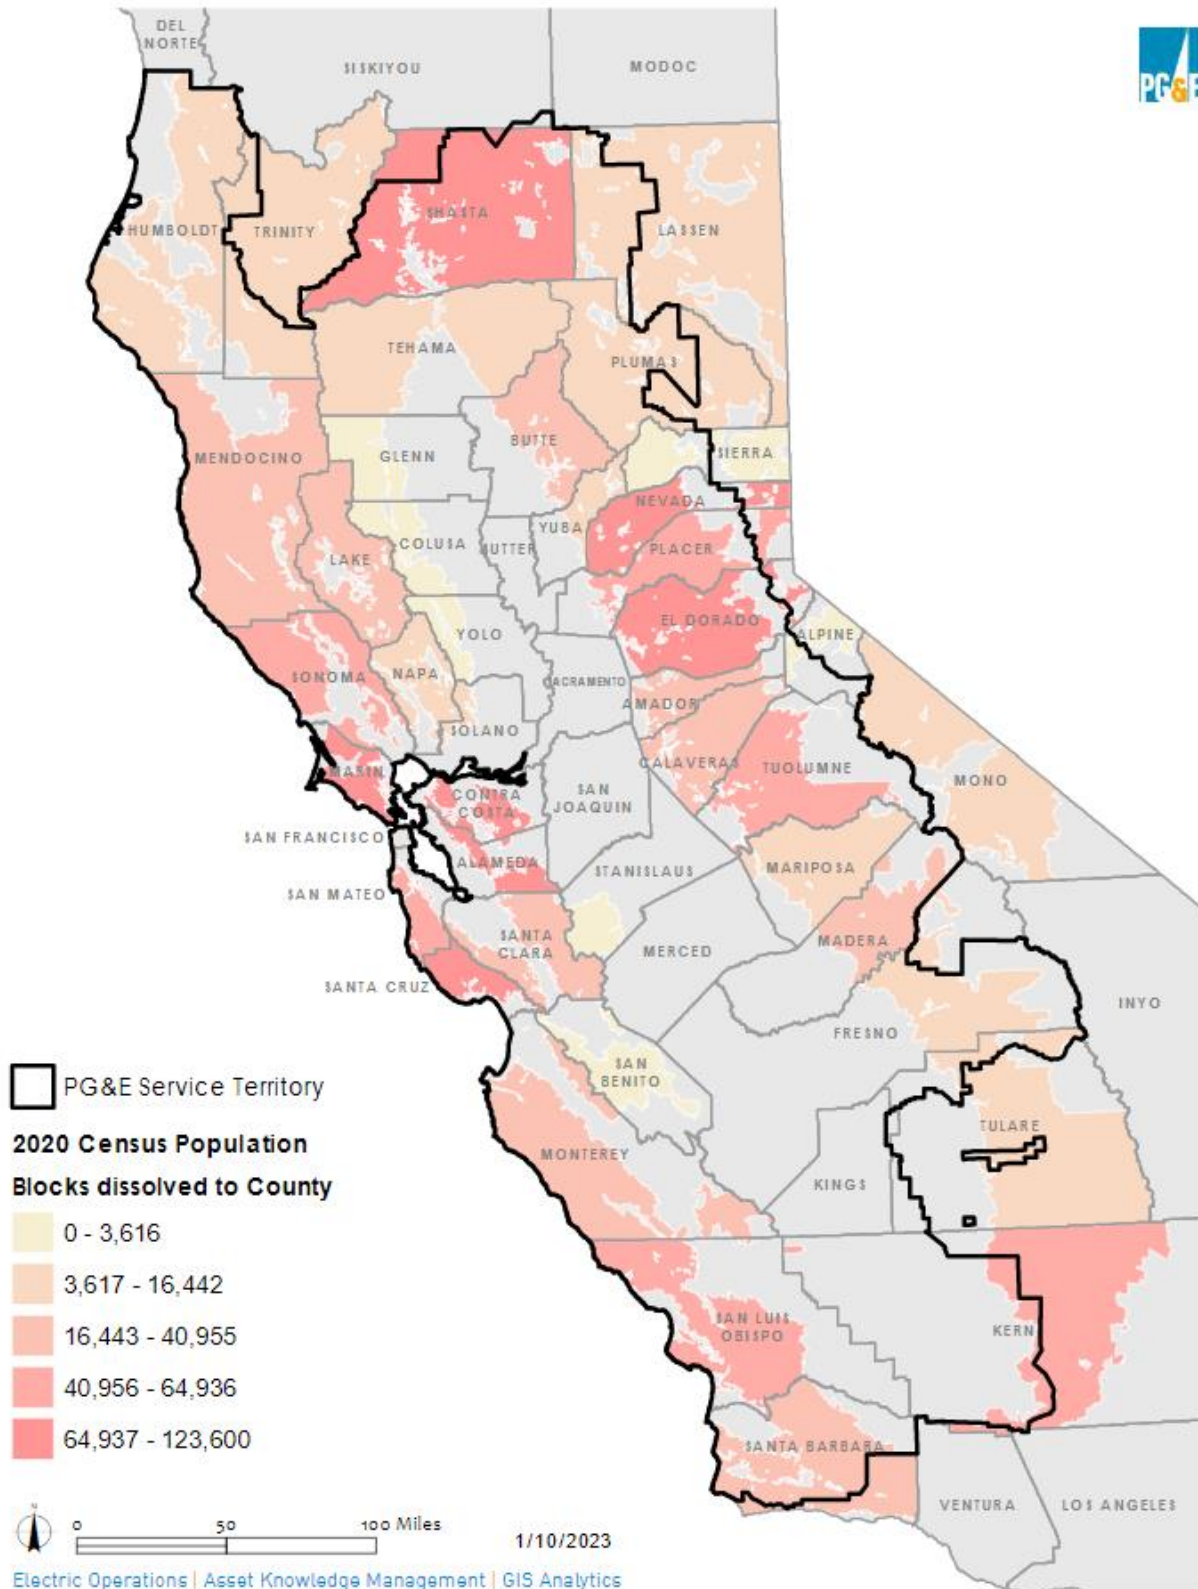 DEL
NORTE
SISKIYOU
MODOC
PG&E
HUMBOLDT
TRINITY
SHASTA
LASSEN
TEHAMA
PLUMAS
MENDOCINO
GLENN
BUTTE
SIERRA
NEVADA
LAKE
COLUSA
SUTTER
YUBA
PLACER
YOLO
EL DORADO
ALPINE
SONOMA
NAPA
SACRAMENTO
AMADOR
SOLANO
MARIN
CONTRA
COSTA
SAN
JOAQUIN
CALAVERAS
TUOLUMNE
MONO
SAN FRANCISCO
ALAMEDA
STANISLAUS
MARIPOSA
SAN MATEO
SANTA
CLARA
MERCED
MADERA
SANTA CRUZ
INYO
FRESNO
SAN
BENITO
TULARE
MONTEREY
KINGS
SAN LUIS
OBISPO
KERN
SANTA BARBARA
VENTURA
LOS ANGELES
PG&E Service Territory
2020 Census Population
Blocks dissolved to County
0 - 3,616
3,617 - 16,442
16,443 - 40,955
40,956 - 64,936
64,937 - 123,600
N
0 50 100 Miles
1/10/2023
Electric Operations | Asset Knowledge Management | GIS Analytics